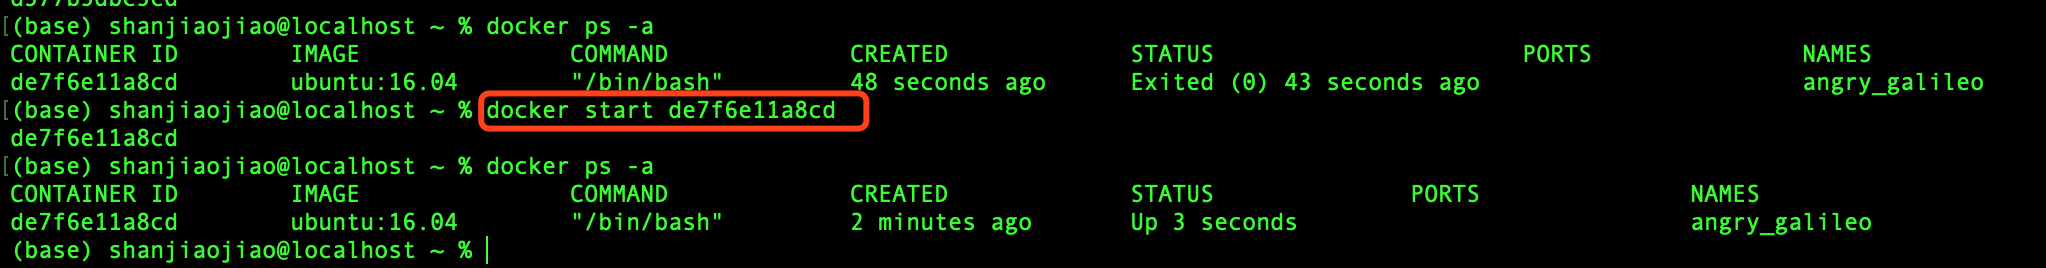 [(base) shanjiaojiao@localhost ~ % docker ps -a
CONTAINER ID IMAGE COMMAND CREATED STATUS PORTS NAMES
de7f6e11a8cd ubuntu:16.04 "/bin/bash" 48 seconds ago Exited (0) 43 seconds ago angry_galileo
[(base) shanjiaojiao@localhost ~ % docker start de7f6e11a8cd
de7f6e11a8cd
[(base) shanjiaojiao@localhost ~ % docker ps -a
CONTAINER ID IMAGE COMMAND CREATED STATUS PORTS NAMES
de7f6e11a8cd ubuntu:16.04 "/bin/bash" 2 minutes ago Up 3 seconds angry_galileo
(base) shanjiaojiao@localhost ~ %